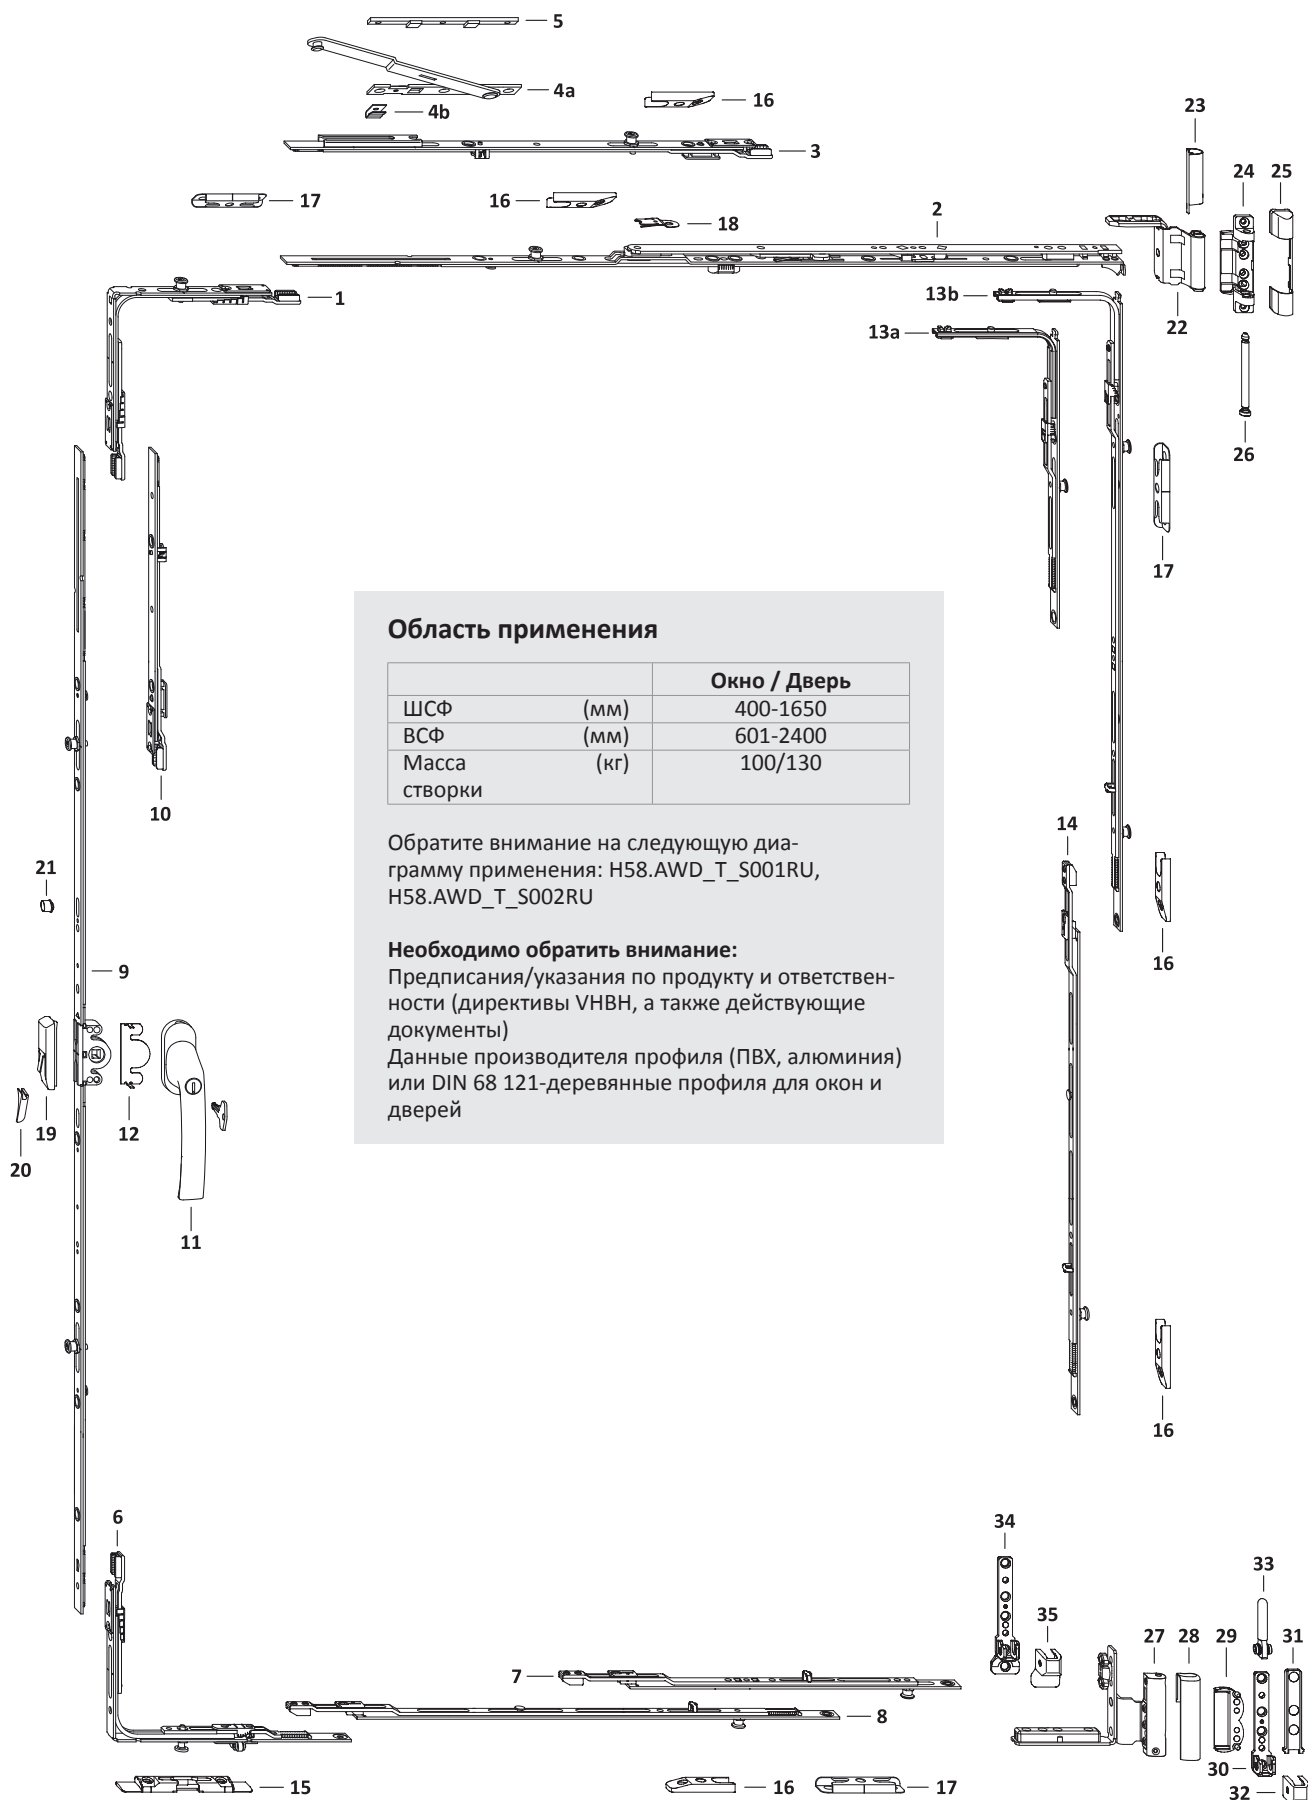 5
4a
4b
16
3
23
24
25
17
16
18
2
1
13b
13a
22
26
17
Область применения
Окно / Дверь
ШСФ (мм) 400-1650
ВСФ (мм) 601-2400
Масса (кг) 100/130
створки
Обратите внимание на следующую диа-
грамму применения: H58.AWD_T_S001RU,
H58.AWD_T_S002RU
Необходимо обратить внимание:
Предписания/указания по продукту и ответствен-
ности (директивы VHBH, а также действующие
документы)
Данные производителя профиля (ПВХ, алюминия)
или DIN 68 121-деревянные профиля для окон и
дверей
10
14
21
9
16
19
12
20
11
16
6
34
33
35
27
28
29
31
7
8
30
15
16
17
32